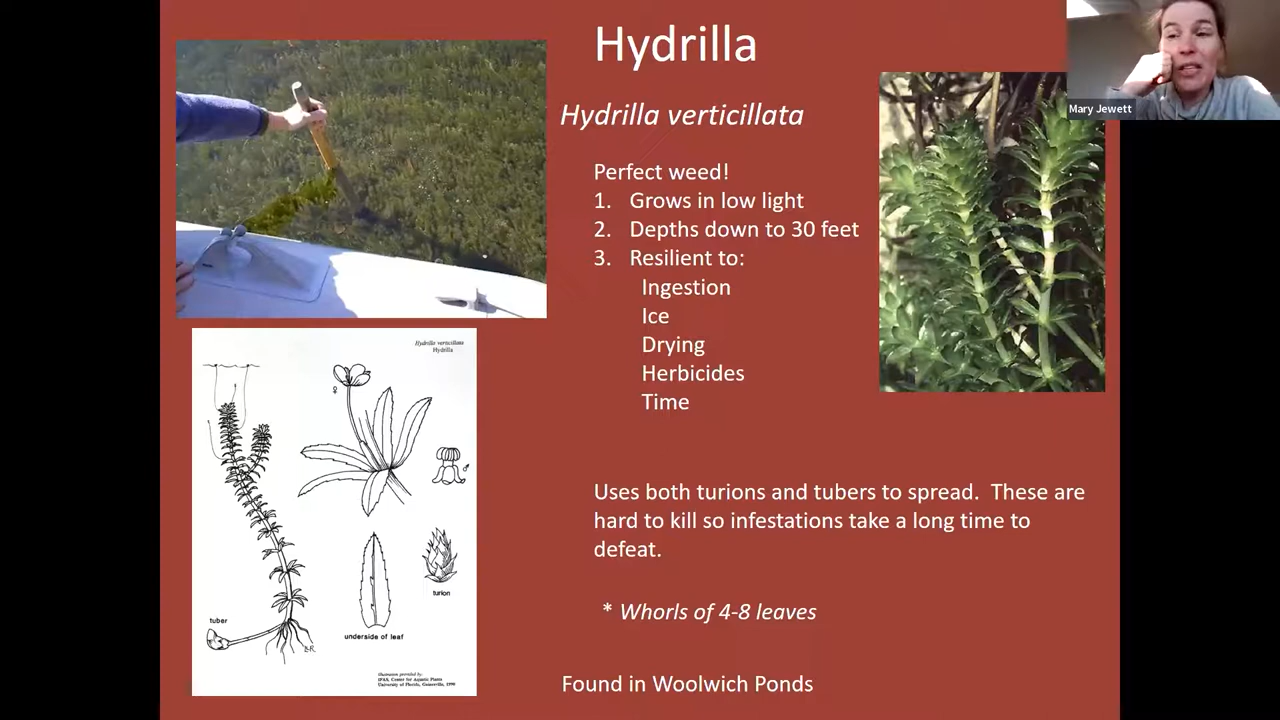 Hydrilla
Mary Jewett
Hydrilla verticillata
Perfect weed!
1. Grows in low light
2. Depths down to 30 feet
3. Resilient to:
Ingestion
Ice
Drying
Herbicides
Time
Hydrilla verticillata
Hydrilla
♀
♂
turion
tuber
underside of leaf
Illustration provided by:
IFAS, Center for Aquatic Plants
University of Florida, Gainesville, 1990
Uses both turions and tubers to spread. These are
hard to kill so infestations take a long time to
defeat.
* Whorls of 4-8 leaves
Found in Woolwich Ponds